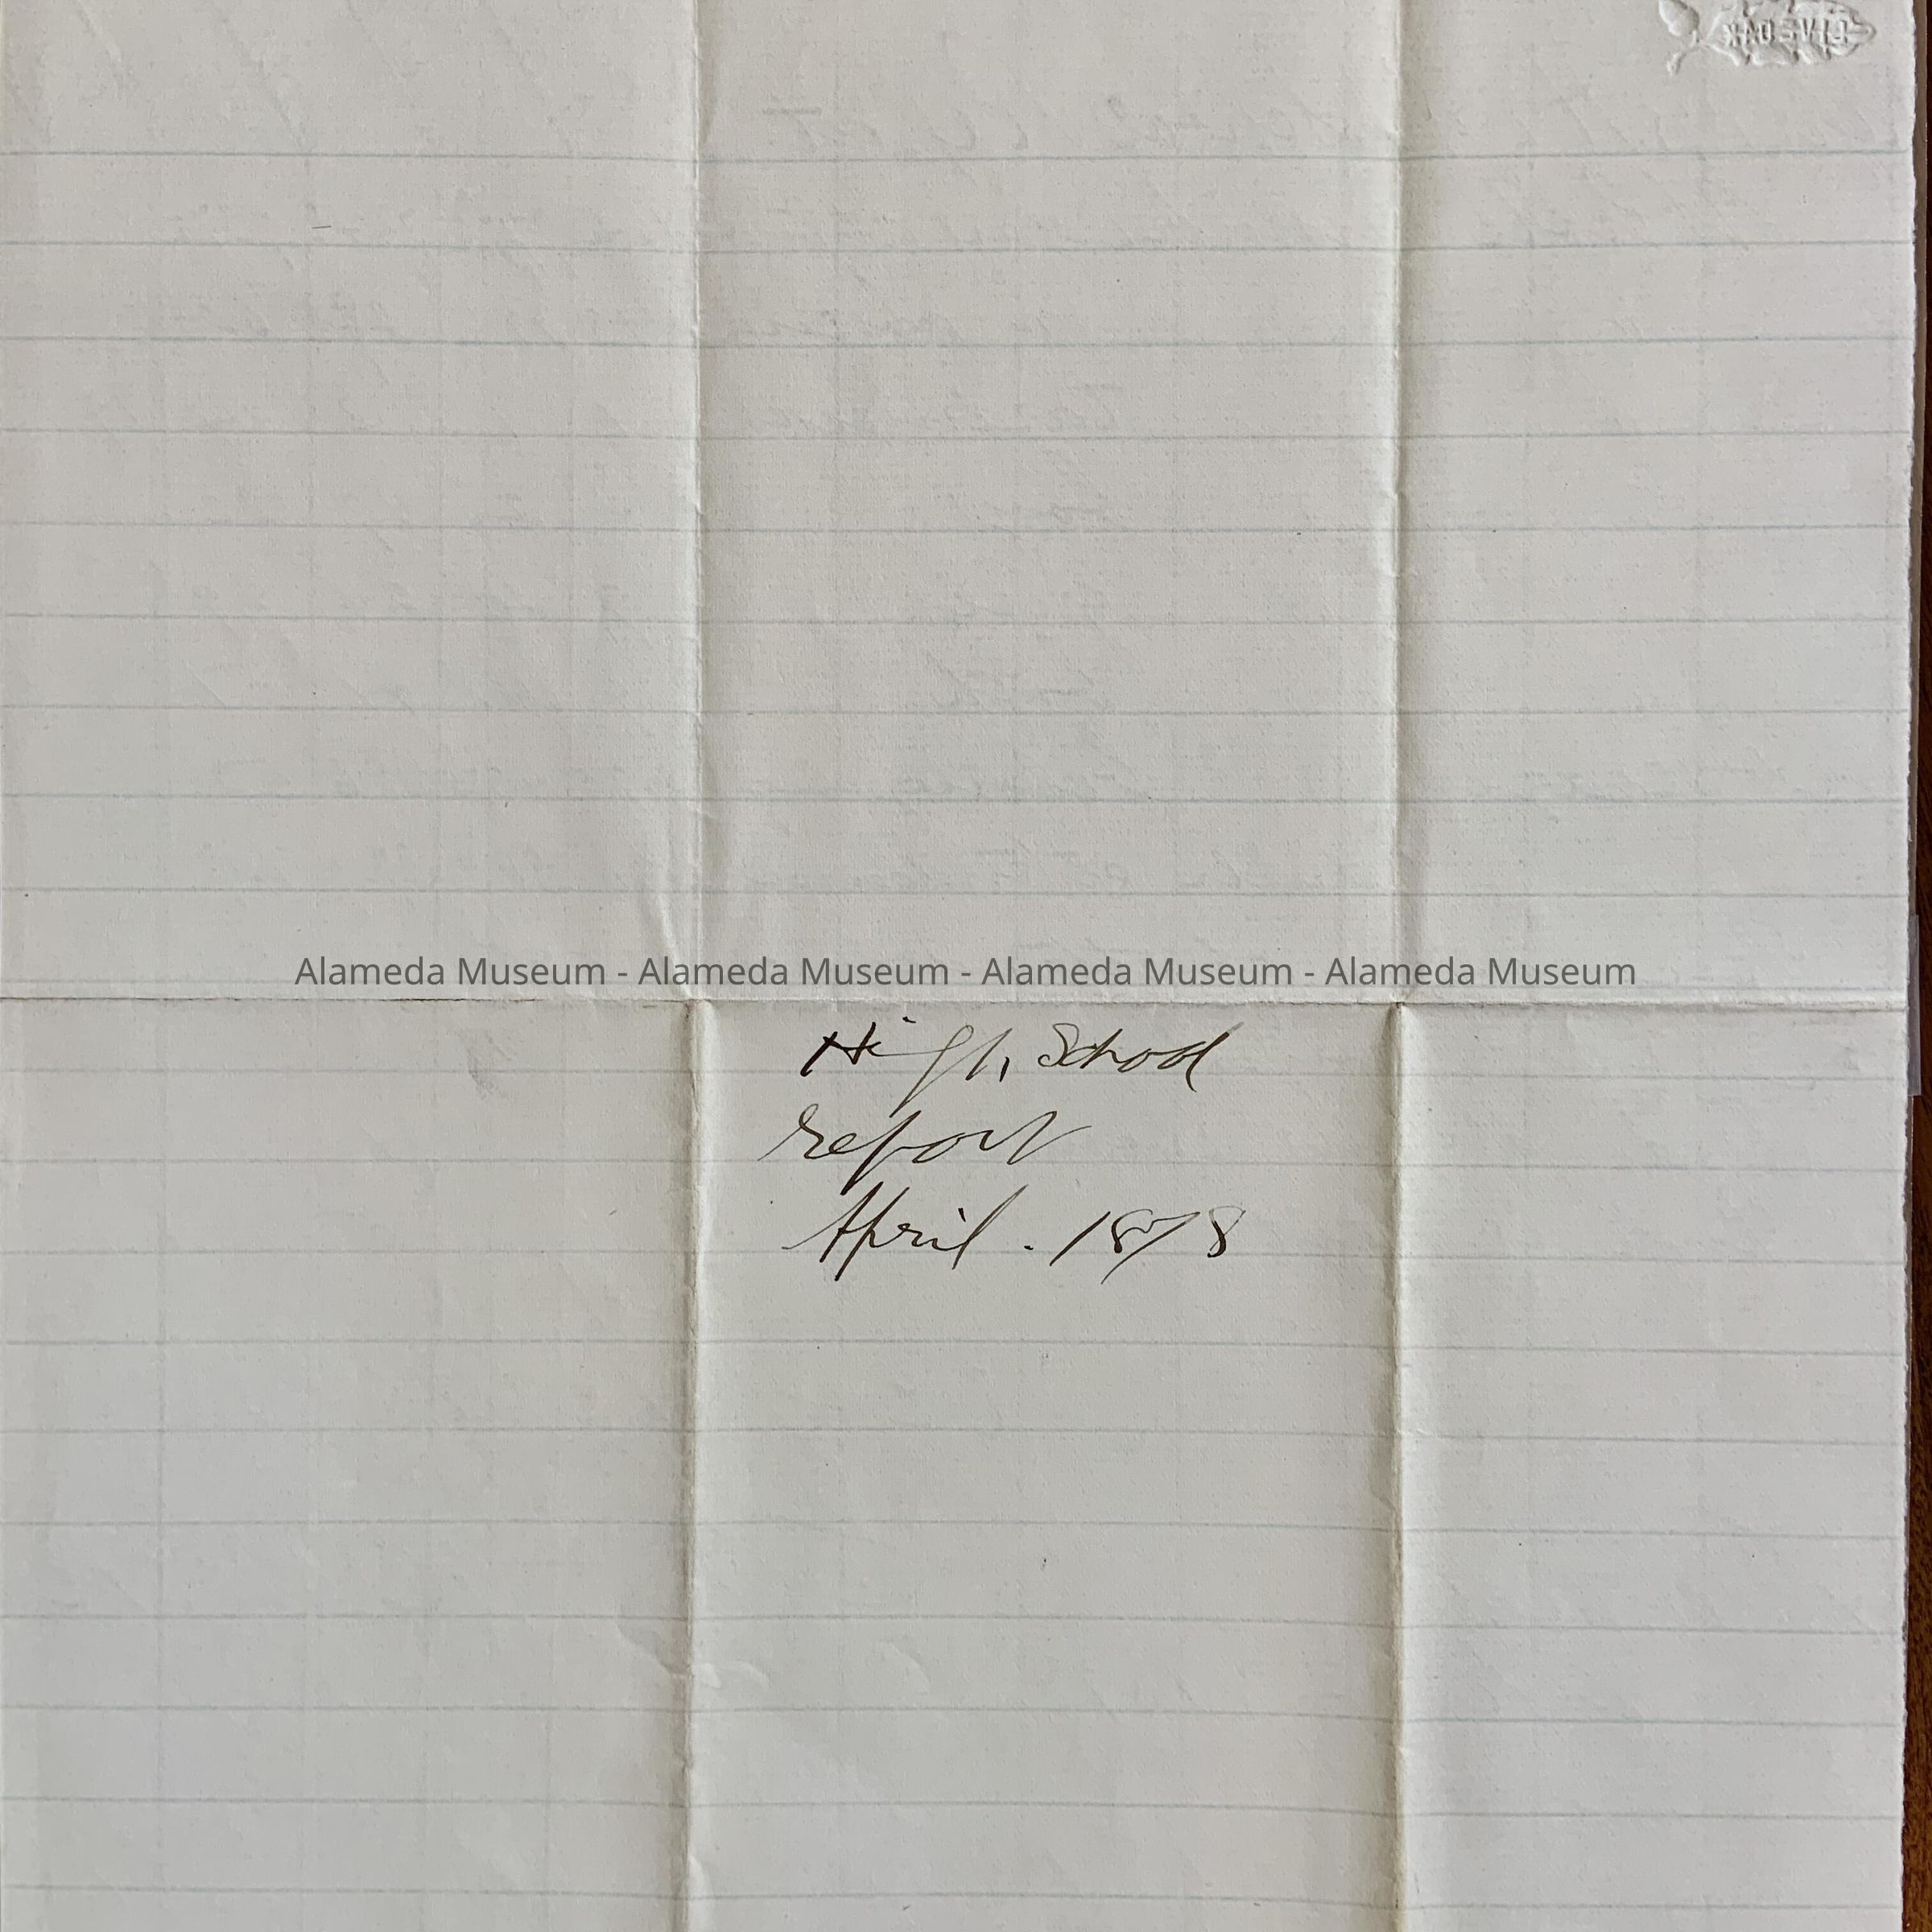 Alameda Museum - Alameda Museum - Alameda Museum - Alameda Museum
High School
report
April . 1878